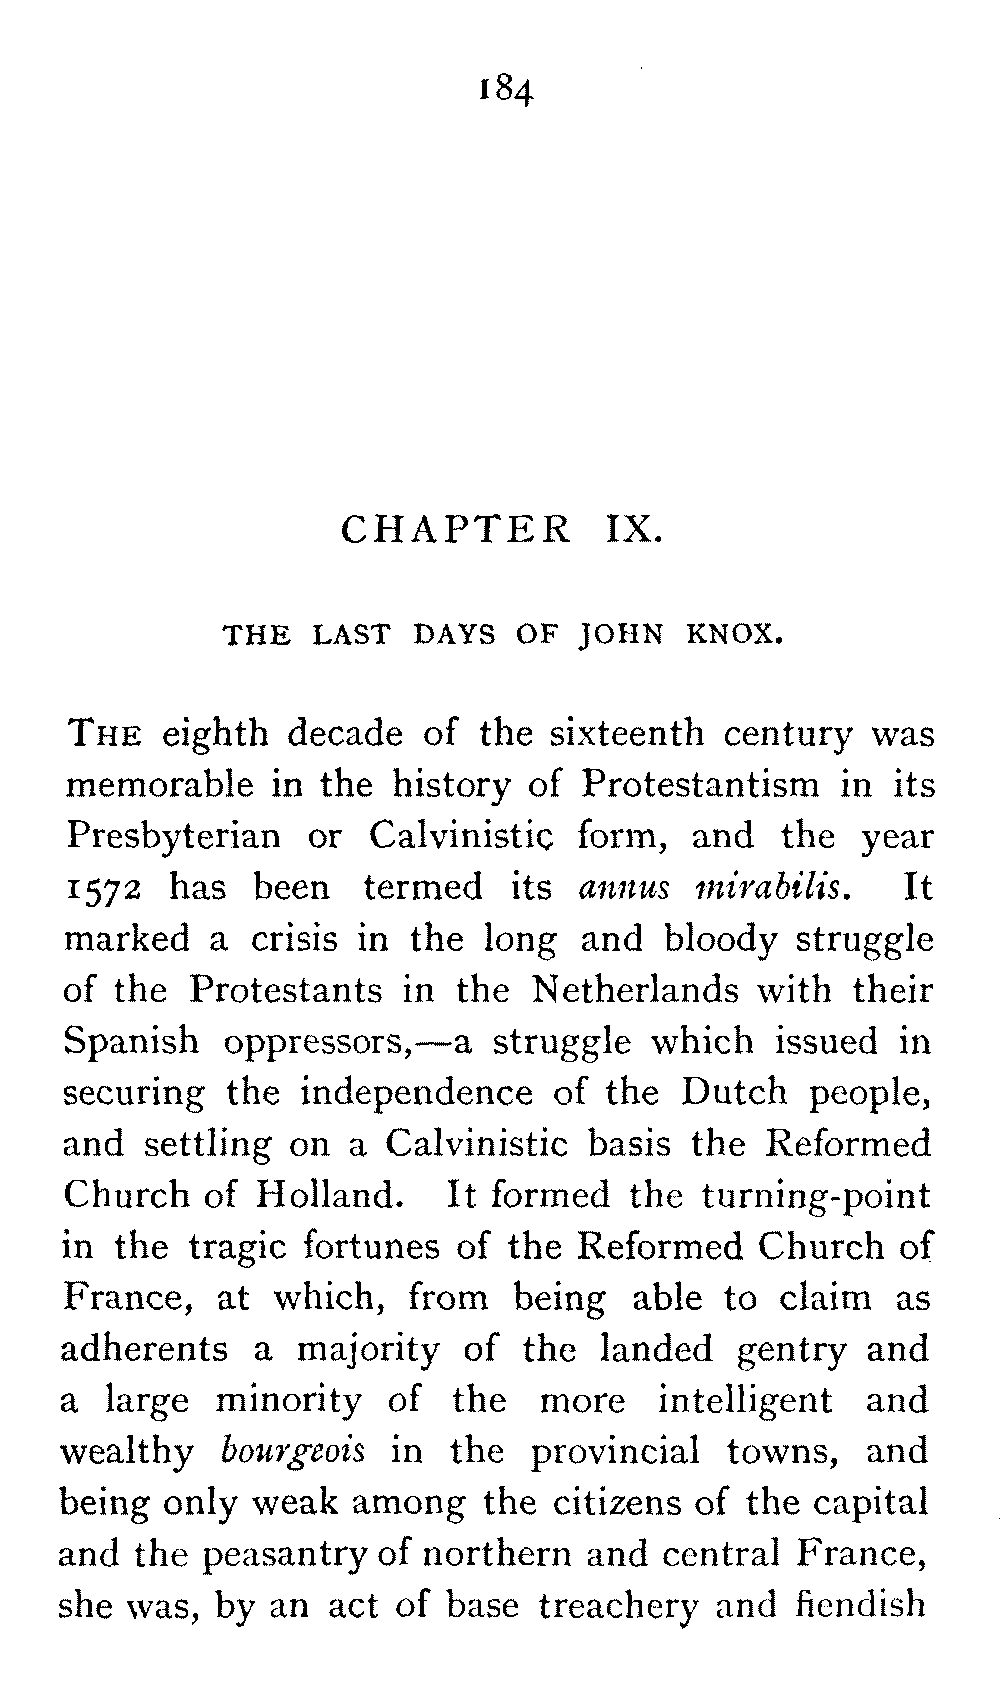 184
CHAPTER IX.
THE LAST DAYS OF JOHN KNOX.
THE eighth decade of the sixteenth century was
memorable in the history of Protestantism in its
Presbyterian or Calvinistic form, and the year
1572 has been termed its annus mirabilis. It
marked a crisis in the long and bloody struggle
of the Protestants in the Netherlands with their
Spanish oppressors,—a struggle which issued in
securing the independence of the Dutch people,
and settling on a Calvinistic basis the Reformed
Church of Holland. It formed the turning-point
in the tragic fortunes of the Reformed Church of
France, at which, from being able to claim as
adherents a majority of the landed gentry and
a large minority of the more intelligent and
wealthy bourgeois in the provincial towns, and
being only weak among the citizens of the capital
and the peasantry of northern and central France,
she was, by an act of base treachery and fiendish